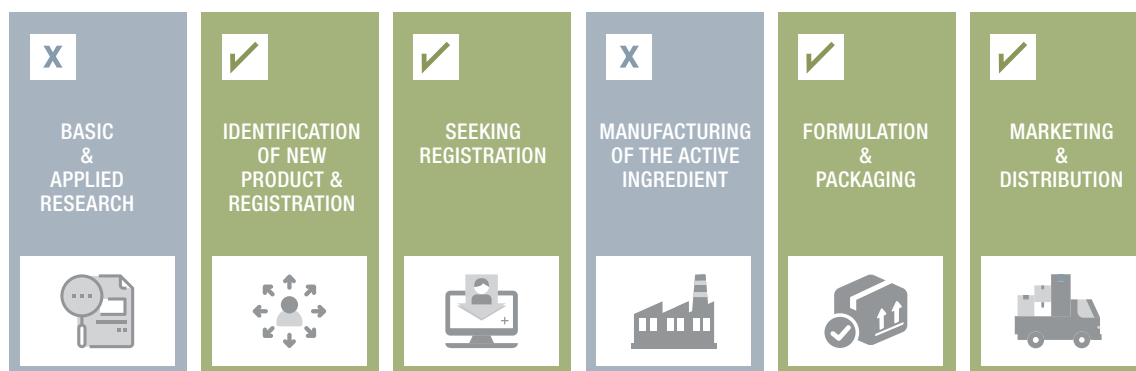 X
BASIC
&
APPLIED
RESEARCH
IDENTIFICATION
OF NEW
PRODUCT &
REGISTRATION
SEEKING
REGISTRATION
X
MANUFACTURING
OF THE ACTIVE
INGREDIENT
FORMULATION
&
PACKAGING
MARKETING
&
DISTRIBUTION